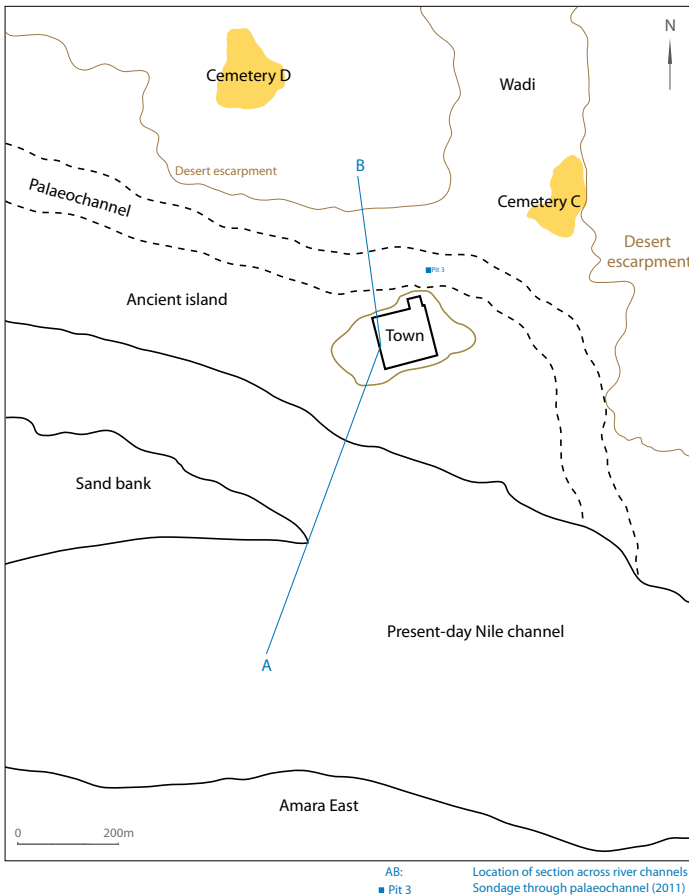 N
Cemetery D
Wadi
B
Desert escarpment
Palaeochannel
Cemetery C
Desert
escarpment
Pit 3
Ancient island
Town
Sand bank
Present-day Nile channel
A
Amara East
0 200m
AB: Location of section across river channels
Pit 3 Sondage through palaeochannel (2011)